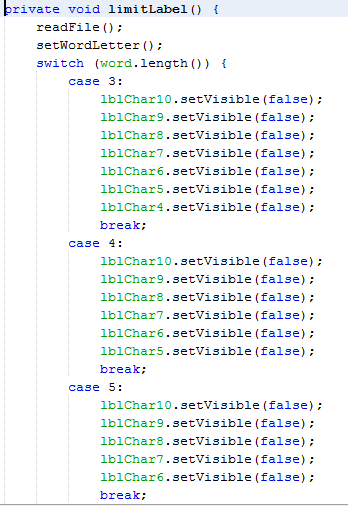 private void limitLabel() {
    readFile();
    setWordLetter();
    switch (word.length()) {
        case 3:
            lblChar10.setVisible(false);
            lblChar9.setVisible(false);
            lblChar8.setVisible(false);
            lblChar7.setVisible(false);
            lblChar6.setVisible(false);
            lblChar5.setVisible(false);
            lblChar4.setVisible(false);
            break;
        case 4:
            lblChar10.setVisible(false);
            lblChar9.setVisible(false);
            lblChar8.setVisible(false);
            lblChar7.setVisible(false);
            lblChar6.setVisible(false);
            lblChar5.setVisible(false);
            break;
        case 5:
            lblChar10.setVisible(false);
            lblChar9.setVisible(false);
            lblChar8.setVisible(false);
            lblChar7.setVisible(false);
            lblChar6.setVisible(false);
            break;